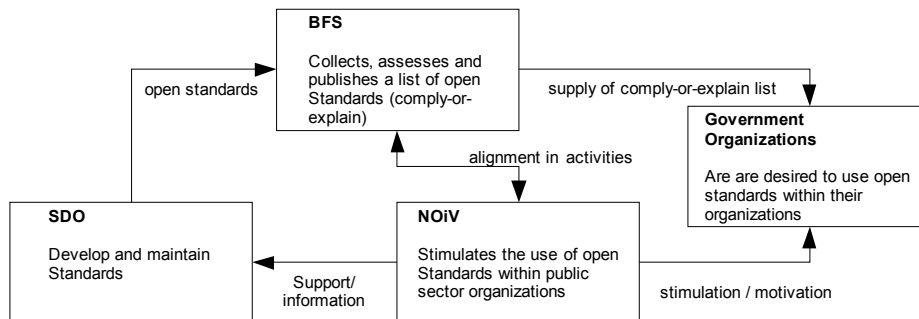 BFS
Collects, assesses and
publishes a list of open
Standards (comply-or-
explain)
open standards
supply of comply-or-explain list
Government
Organizations
Are are desired to use open
standards within their
organizations
alignment in activities
SDO
Develop and maintain
Standards
NOiV
Stimulates the use of open
Standards within public
sector organizations
Support/
information
stimulation / motivation